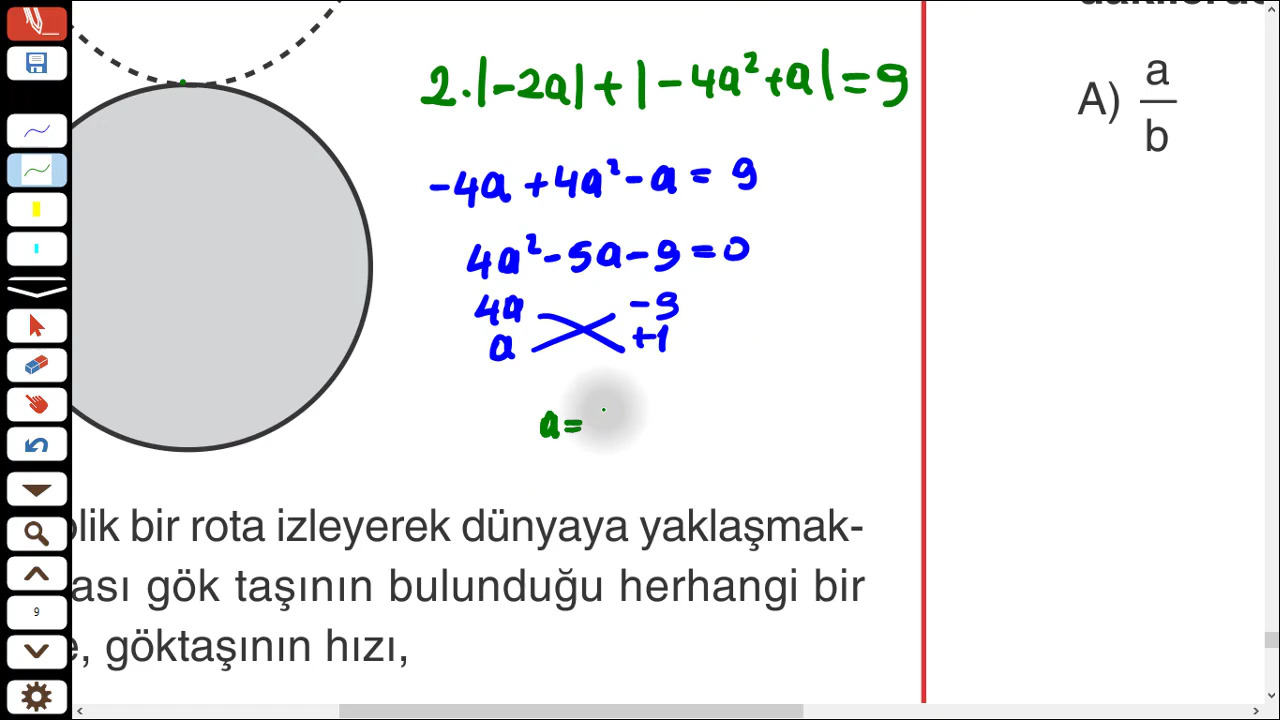 2·|-2a|+|-4a²+a|=9
-4a+4a²-a=9
4a²-5a-9=0
4a -9
a +1
a=
lik bir rota izleyerek dünyaya yaklaşmak-
ası gök taşının bulunduğu herhangi bir
e, göktaşının hızı,
A) a
b
9